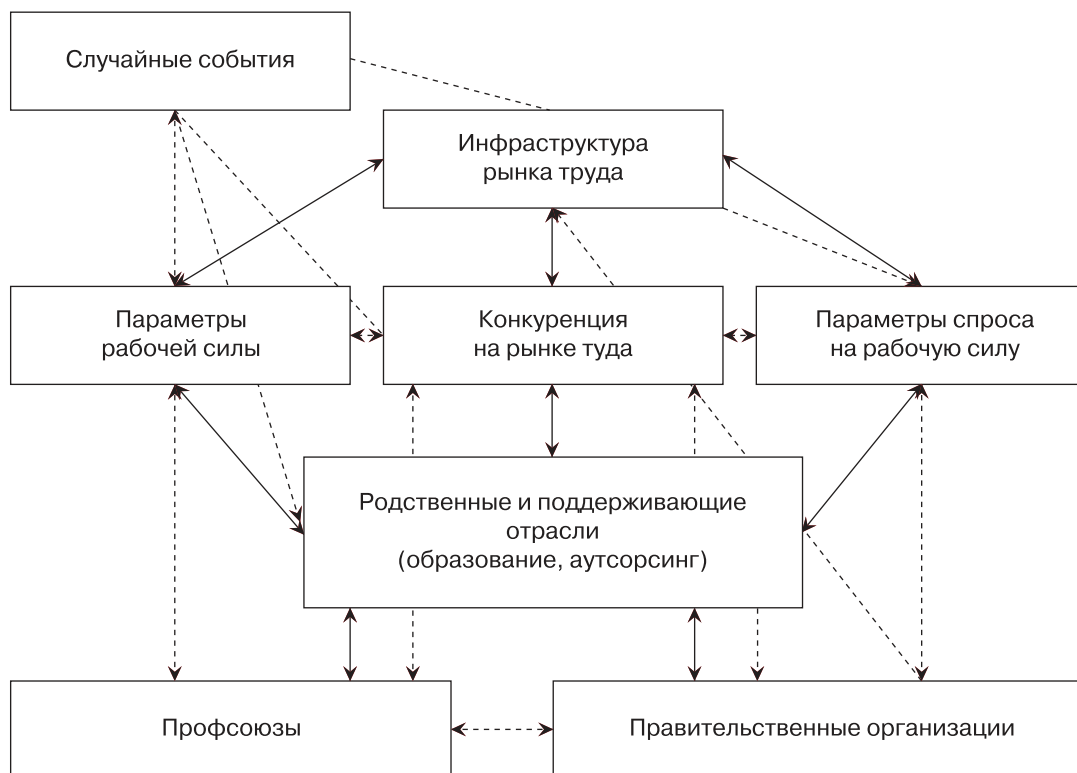 Случайные события
Инфраструктура
рынка труда
Параметры
рабочей силы
Конкуренция
на рынке туда
Параметры спроса
на рабочую силу
Родственные и поддерживающие
отрасли
(образование, аутсорсинг)
Профсоюзы
Правительственные организации